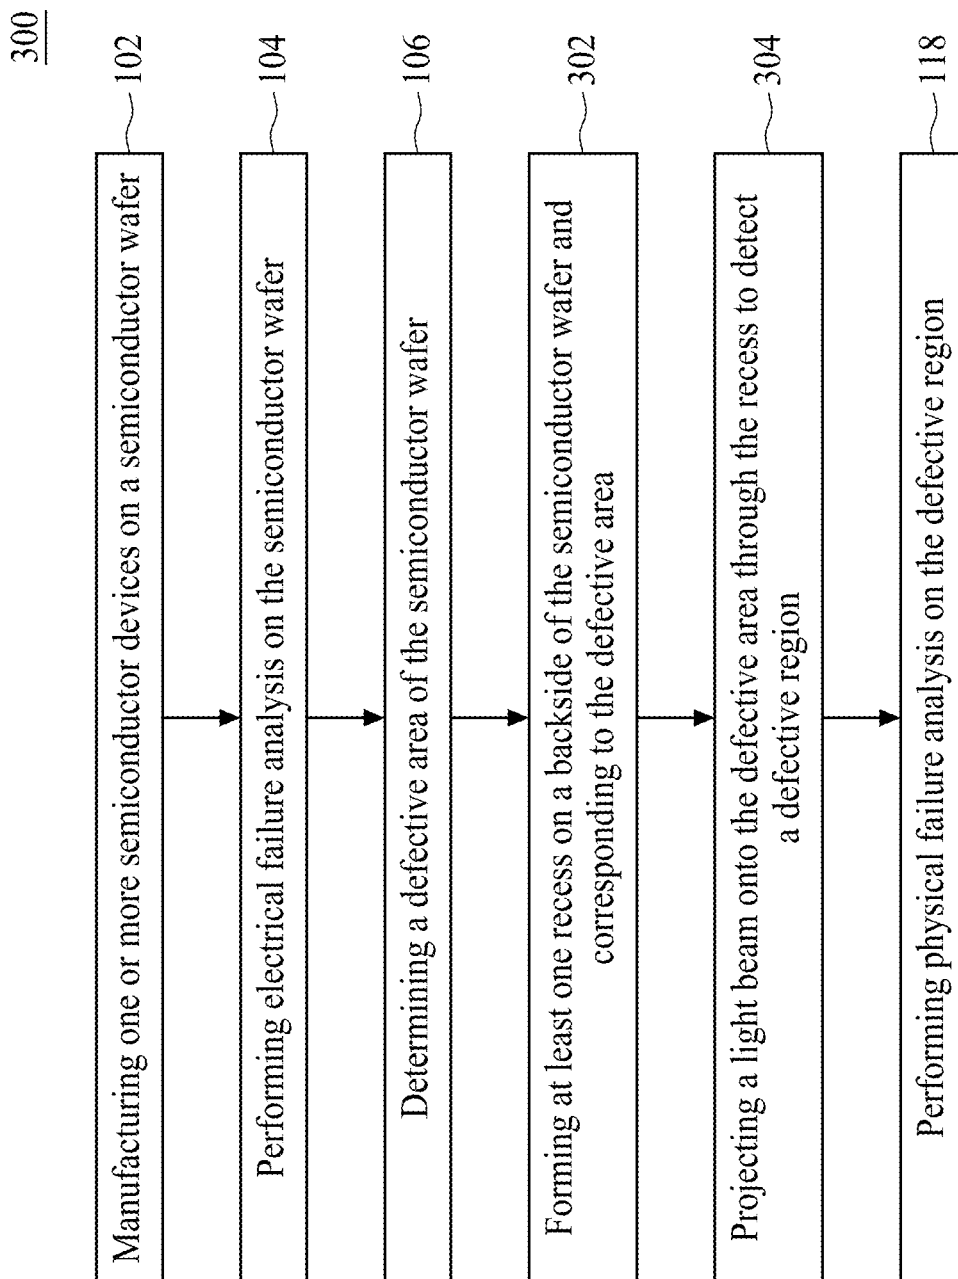 300
Manufacturing one or more semiconductor devices on a semiconductor wafer
102
Performing electrical failure analysis on the semiconductor wafer
104
Determining a defective area of the semiconductor wafer
106
Forming at least one recess on a backside of the semiconductor wafer and
corresponding to the defective area
302
Projecting a light beam onto the defective area through the recess to detect
a defective region
304
Performing physical failure analysis on the defective region
118